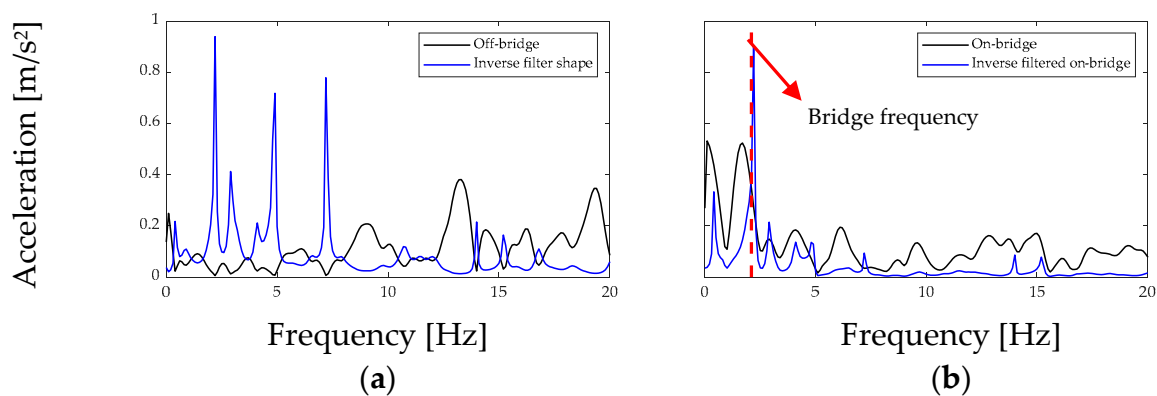 Acceleration [m/s²]
1
0.8
0.6
0.4
0.2
0
0 5 10 15 20
Off-bridge
Inverse filter shape
Frequency [Hz]
(a)
On-bridge
Inverse filtered on-bridge
Bridge frequency
0 5 10 15 20
Frequency [Hz]
(b)